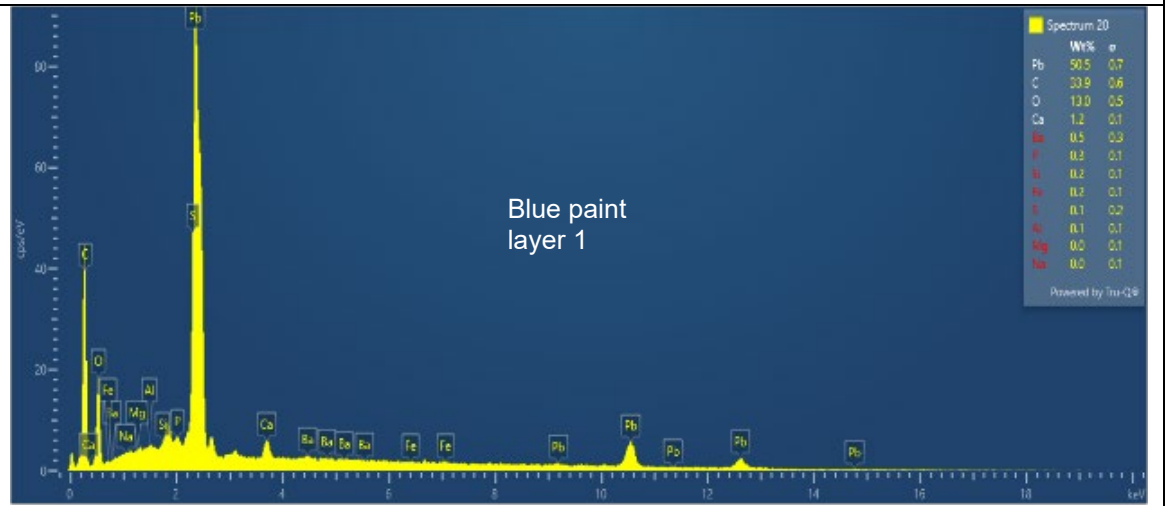 Pb
Spectrum 20
Wt% σ
Pb 50.5 0.7
C 33.9 0.6
O 13.0 0.5
Ca 1.2 0.1
Ba 0.5 0.3
P 0.3 0.1
Si 0.2 0.1
Fe 0.2 0.1
S 0.1 0.2
Al 0.1 0.1
Mg 0.0 0.1
Na 0.0 0.1
Powered by Tru-Q®
80
60
40
20
0
cps/eV
Blue paint
layer 1
S
C
O
Fe
Ba
Al
Mg
Ca
Na
Si
P
Ca
Ba
Ba
Ba
Ba
Fe
Fe
Pb
Pb
Pb
Pb
Pb
0 2 4 6 8 10 12 14 16 18 keV